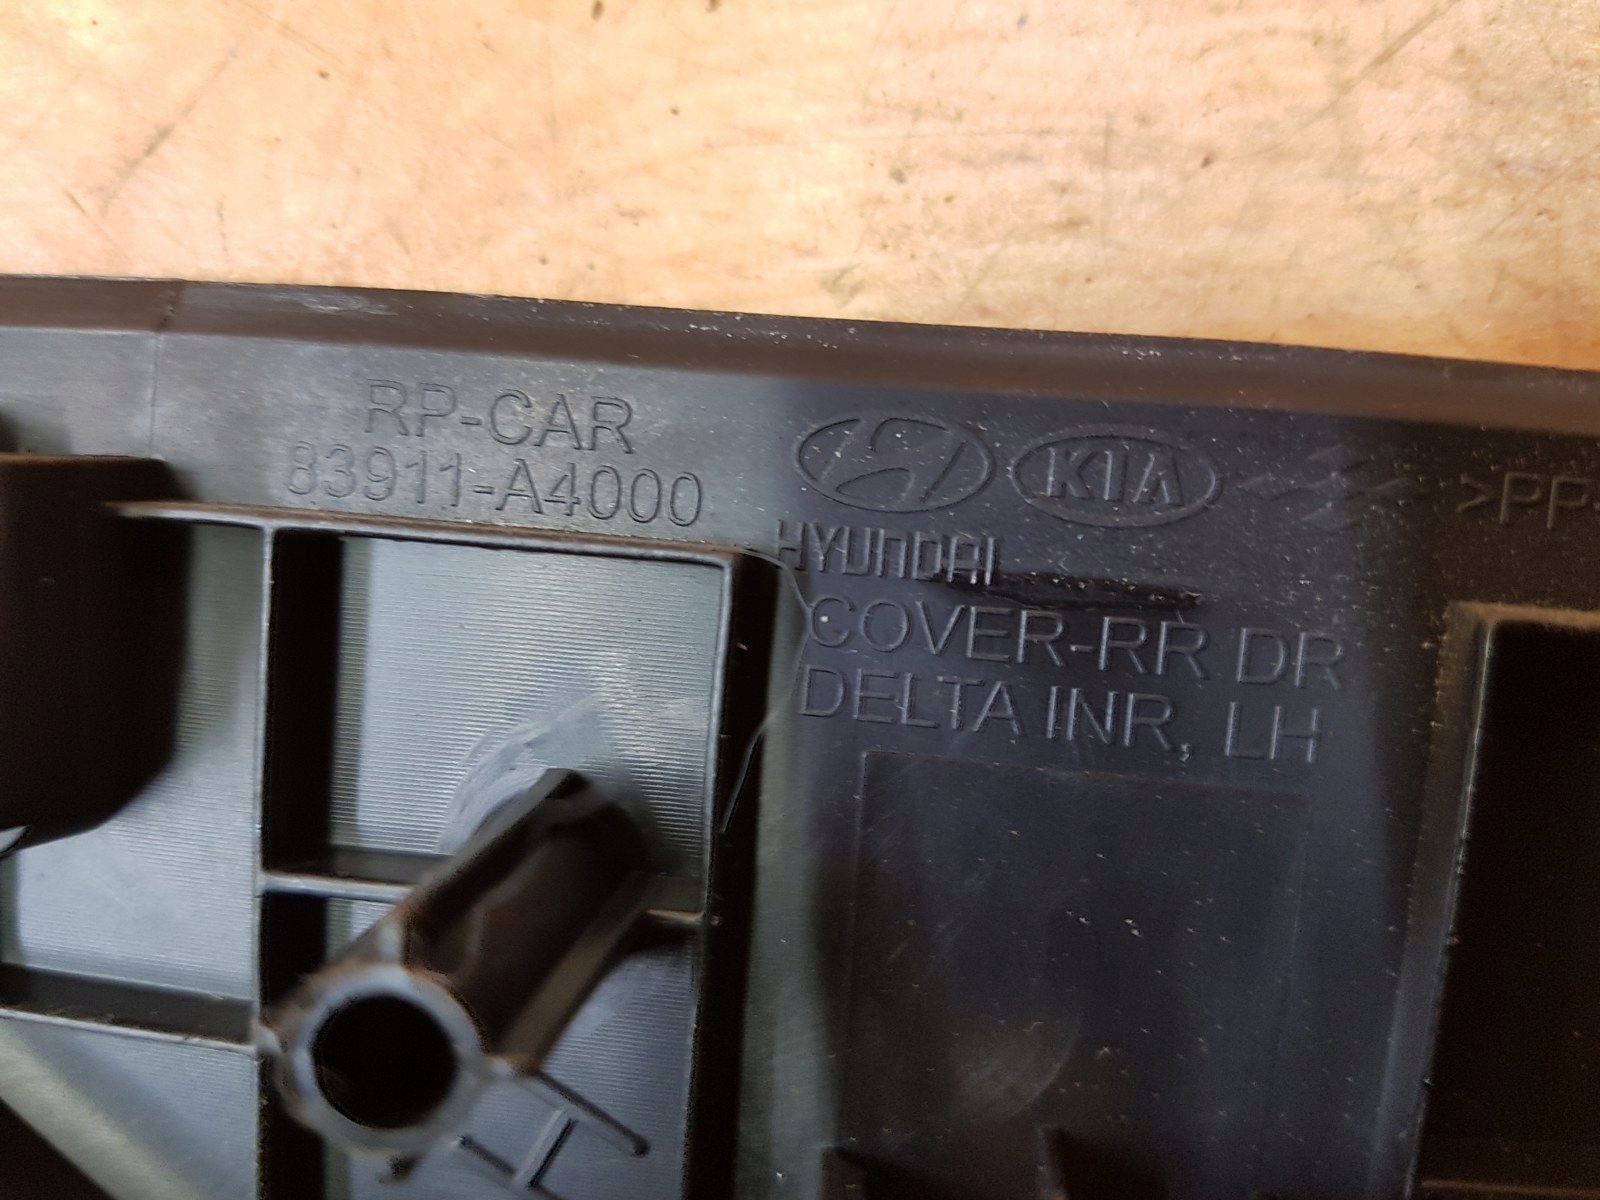 RP-CAR
83911-A4000
KIA
>PP
HYUNDAI
COVER-RR DR
DELTA INR, LH